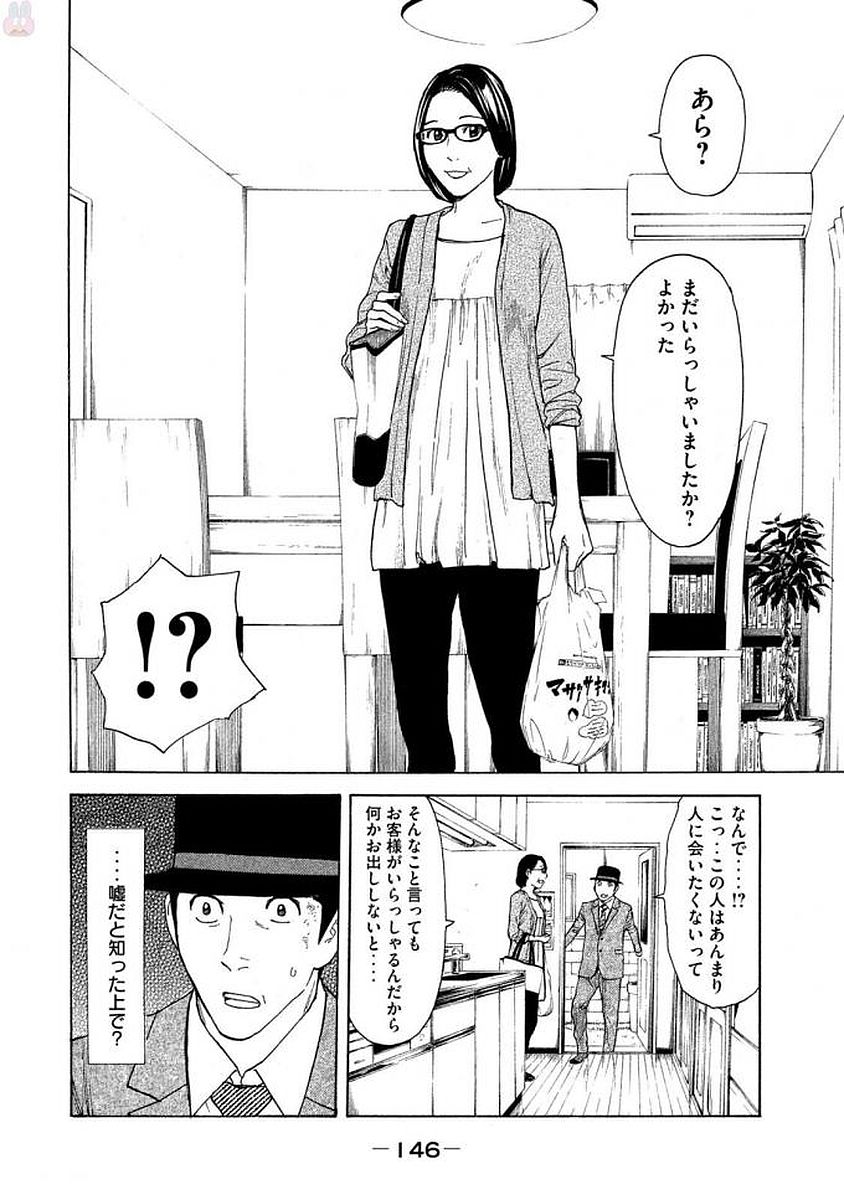 あら?
まだいらっしゃいましたか?
よかった
!?
マサクサキ
なんで‥‥!?
こっ‥この人はあんまり
人に会いたくないって
そんなこと言っても
お客様がいらっしゃるんだから
何かお出ししないと‥‥
‥‥嘘だと知った上で?
—146—